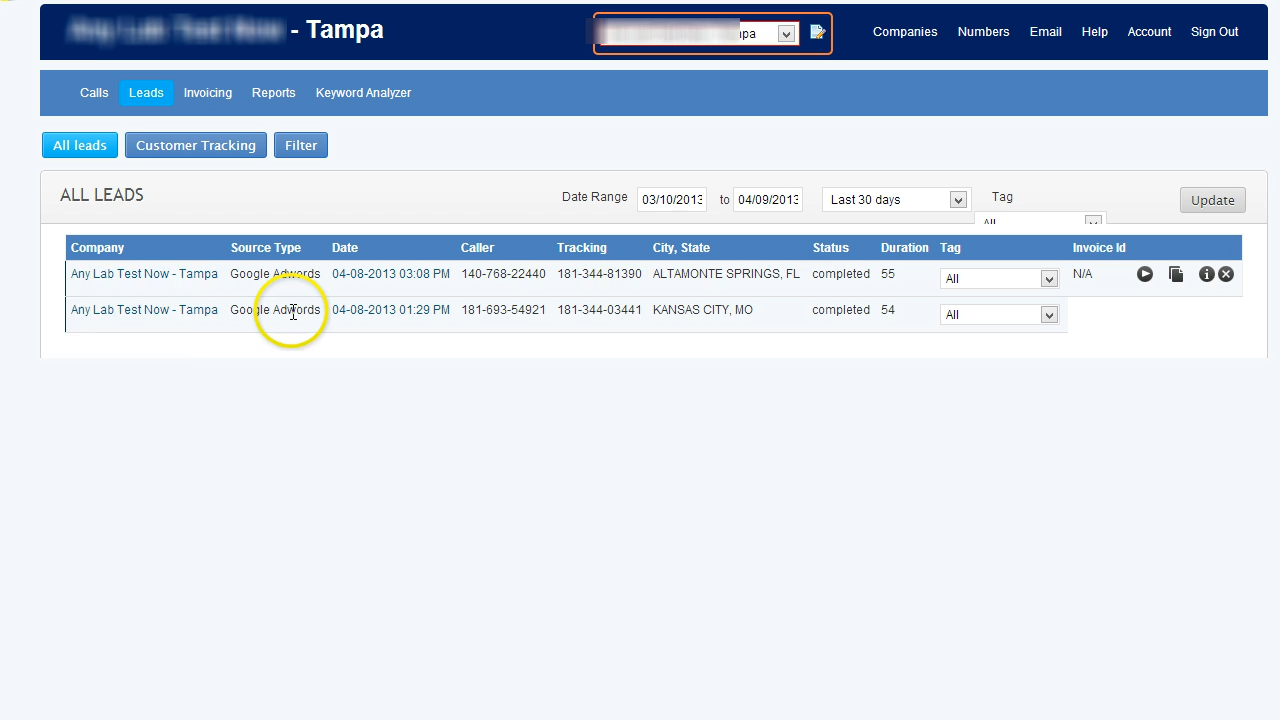 - Tampa
mpa
Companies Numbers Email Help Account Sign Out
Calls Leads Invoicing Reports Keyword Analyzer
All leads Customer Tracking Filter
ALL LEADS Date Range 03/10/2013 to 04/09/2013 Last 30 days Tag Update
All
Company Source Type Date Caller Tracking City, State Status Duration Tag Invoice Id
Any Lab Test Now - Tampa Google Adwords 04-08-2013 03:08 PM 140-768-22440 181-344-81390 ALTAMONTE SPRINGS, FL completed 55 All N/A
Any Lab Test Now - Tampa Google Adwords 04-08-2013 01:29 PM 181-693-54921 181-344-03441 KANSAS CITY, MO completed 54 All